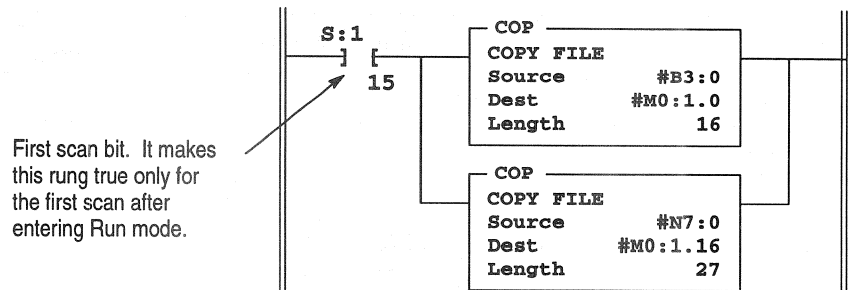 S:1
] [
15
First scan bit. It makes
this rung true only for
the first scan after
entering Run mode.
COP
COPY FILE
Source #B3:0
Dest #M0:1.0
Length 16
COP
COPY FILE
Source #N7:0
Dest #M0:1.16
Length 27